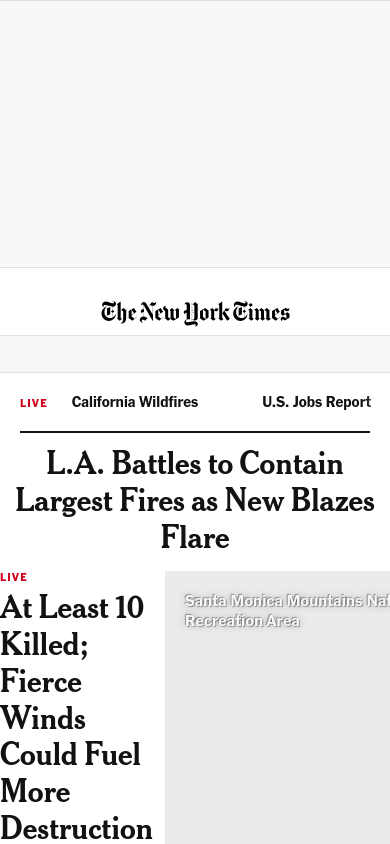 The New York Times
LIVE California Wildfires U.S. Jobs Report
L.A. Battles to Contain
Largest Fires as New Blazes
Flare
LIVE
At Least 10
Killed;
Fierce
Winds
Could Fuel
More
Destruction
Santa Monica Mountains Nat
Recreation Area